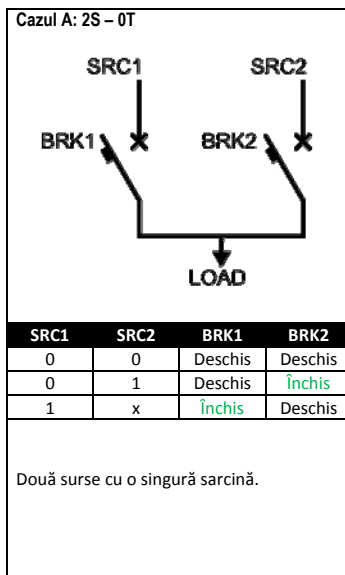 Cazul A: 2S – 0T
SRC1 SRC2
BRK1 BRK2
LOAD
SRC1 SRC2 BRK1 BRK2
0 0 Deschis Deschis
0 1 Deschis Închis
1 x Închis Deschis
Două surse cu o singură sarcină.